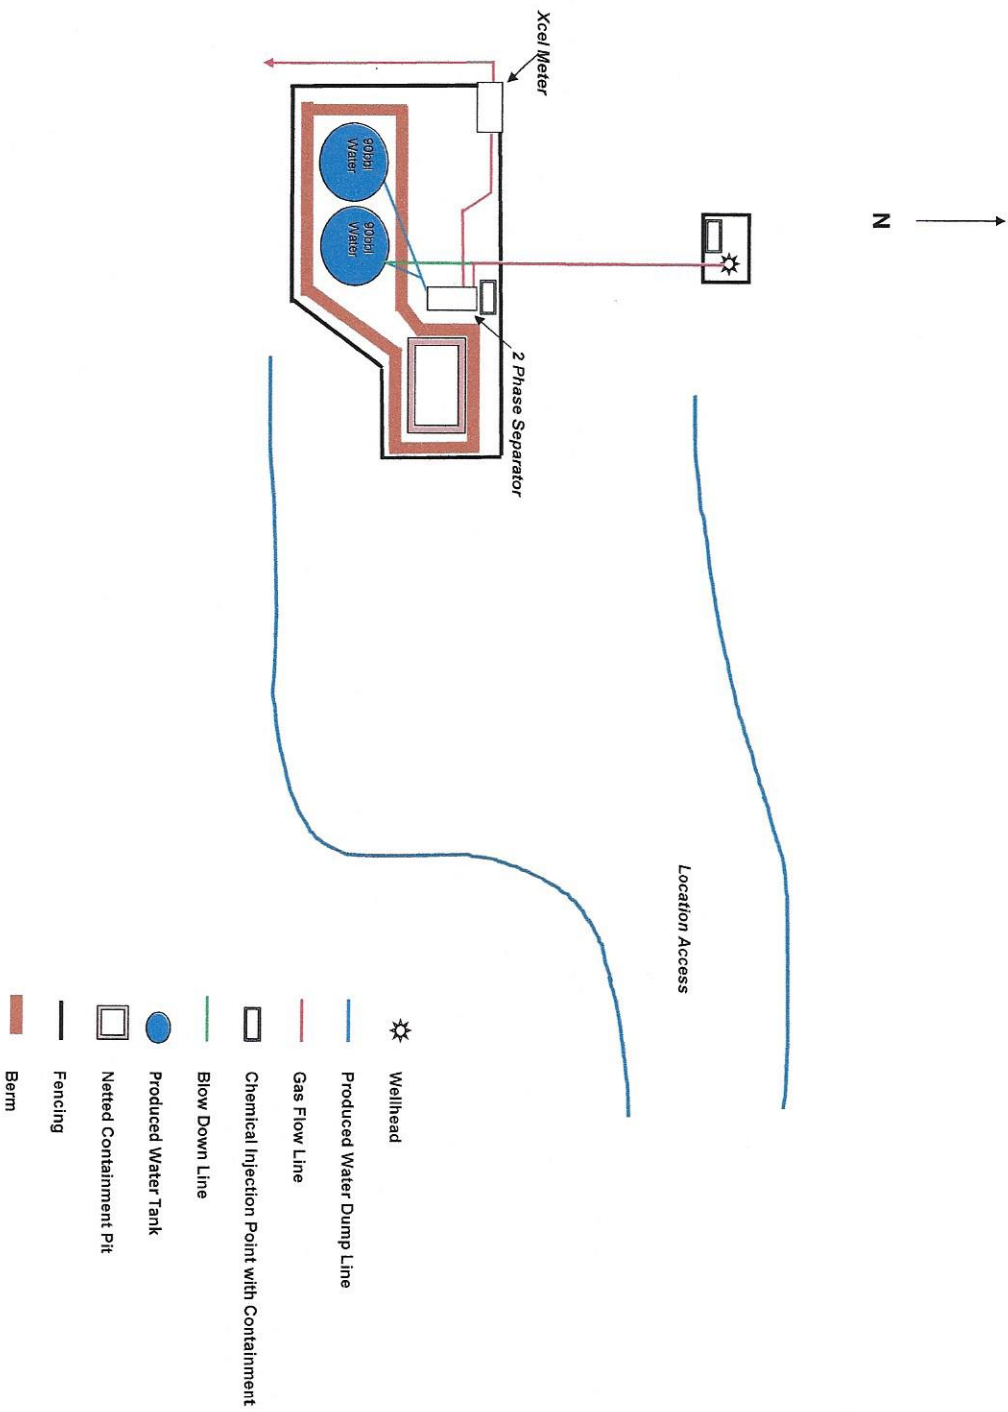 N
Xcel Meter
90bbl
Water
90bbl
Water
2 Phase Separator
Location Access
Wellhead
Produced Water Dump Line
Gas Flow Line
Chemical Injection Point with Containment
Blow Down Line
Produced Water Tank
Netted Containment Pit
Fencing
Berm